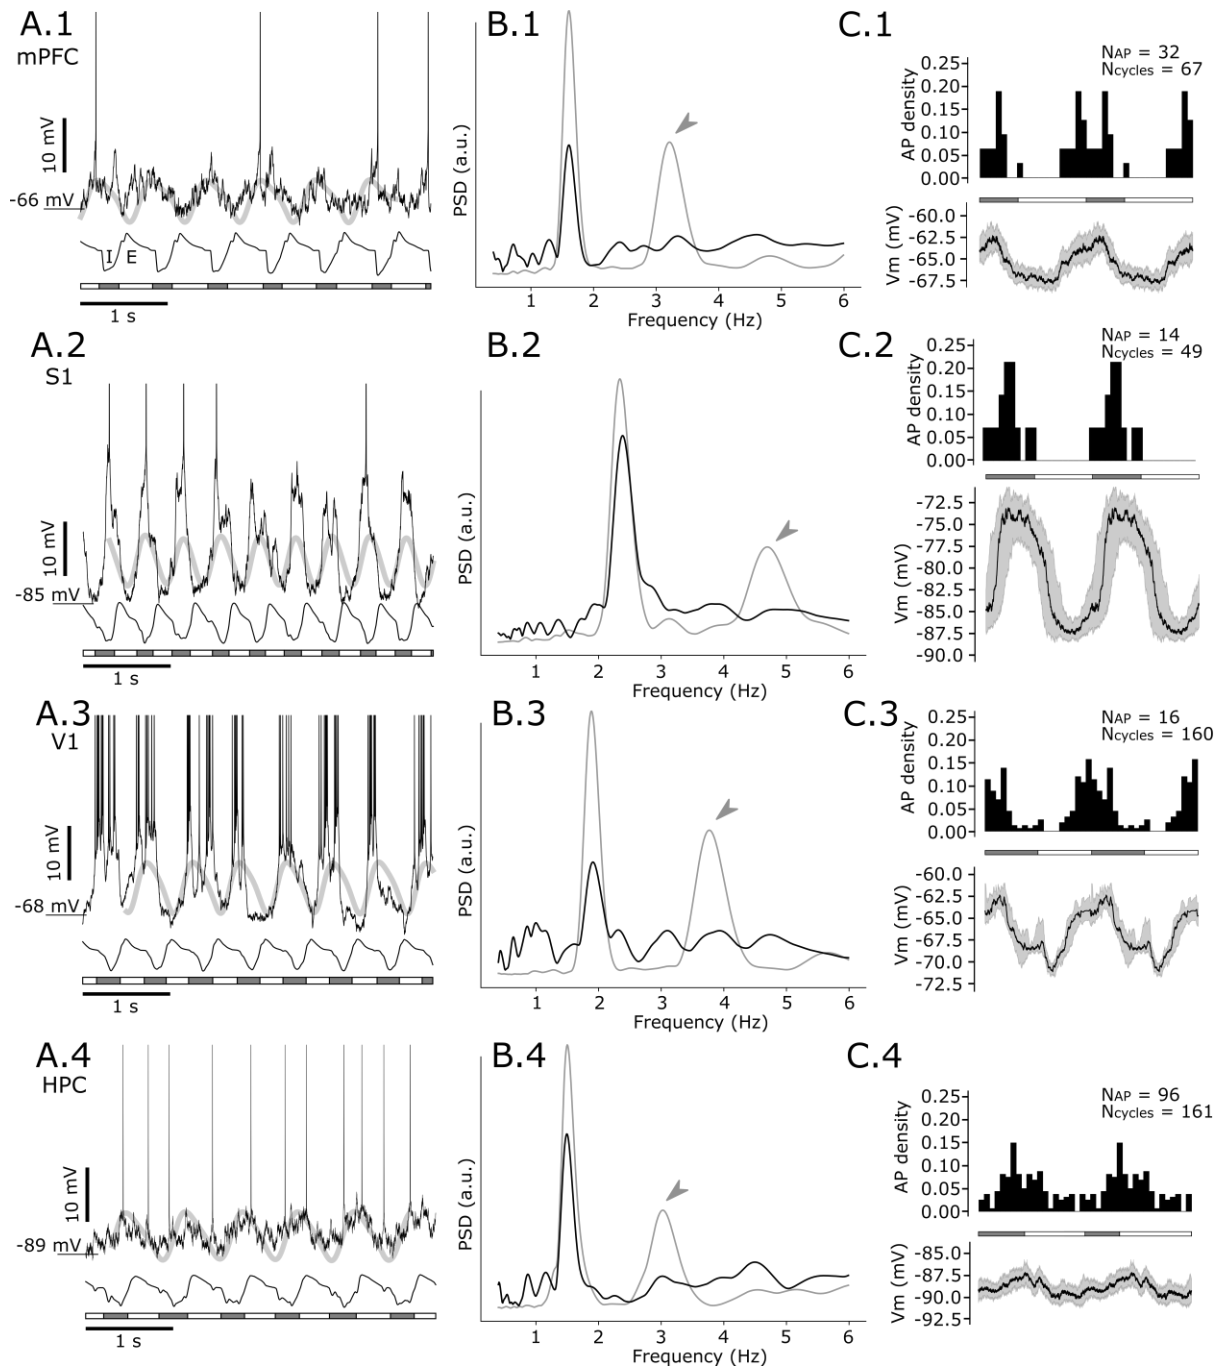 A.1
mPFC
10 mV
-66 mV
I E
1 s
B.1
PSD (a.u.)
1 2 3 4 5 6
Frequency (Hz)
C.1
NAP = 32
Ncycles = 67
AP density
0.25
0.20
0.15
0.10
0.05
0.00
Vm (mV)
-60.0
-62.5
-65.0
-67.5
A.2
S1
10 mV
-85 mV
1 s
B.2
PSD (a.u.)
1 2 3 4 5 6
Frequency (Hz)
C.2
NAP = 14
Ncycles = 49
AP density
0.25
0.20
0.15
0.10
0.05
0.00
Vm (mV)
-72.5
-75.0
-77.5
-80.0
-82.5
-85.0
-87.5
-90.0
A.3
V1
10 mV
-68 mV
1 s
B.3
PSD (a.u.)
1 2 3 4 5 6
Frequency (Hz)
C.3
NAP = 16
Ncycles = 160
AP density
0.25
0.20
0.15
0.10
0.05
0.00
Vm (mV)
-60.0
-62.5
-65.0
-67.5
-70.0
-72.5
A.4
HPC
10 mV
-89 mV
1 s
B.4
PSD (a.u.)
1 2 3 4 5 6
Frequency (Hz)
C.4
NAP = 96
Ncycles = 161
AP density
0.25
0.20
0.15
0.10
0.05
0.00
Vm (mV)
-85.0
-87.5
-90.0
-92.5